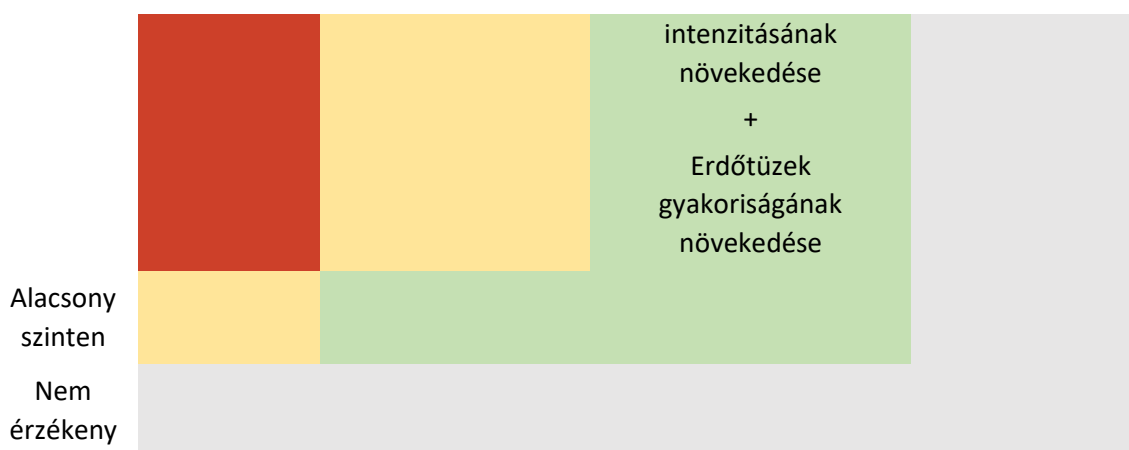 intenzitásának
növekedése
+
Erdőtüzek
gyakoriságának
növekedése
Alacsony
szinten
Nem
érzékeny